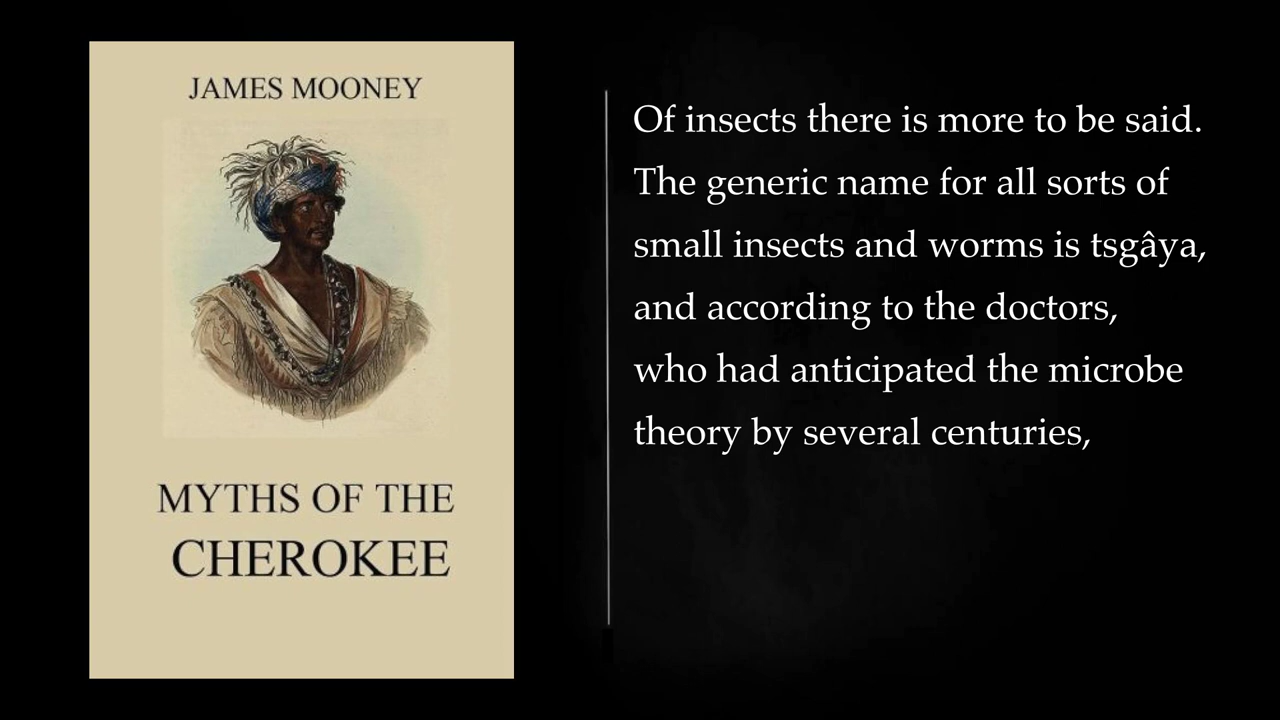 JAMES MOONEY
MYTHS OF THE
CHEROKEE
Of insects there is more to be said.
The generic name for all sorts of
small insects and worms is tsgâya,
and according to the doctors,
who had anticipated the microbe
theory by several centuries,